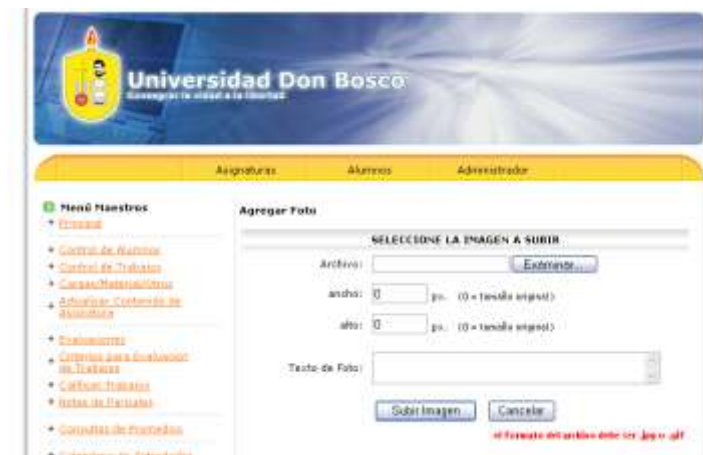 Universidad Don Bosco
Asignaturas Alumnos Administrador
Menú Maestros
Principal
Control de Alumnos
Control de Trabajos
Cargas/Material/Otros
Actualizar Contenido de
Asignatura
Evaluaciones
Criterios para Evaluacion
de Trabajos
Calificar Trabajos
Notas de Parciales
Consultas de Promedios
Agregar Foto
SELECCIONE LA IMAGEN A SUBIR
Archivo: Examinar...
ancho: 0 px. (0 = tamaño original)
alto: 0 px. (0 = tamaño original)
Texto de Foto:
Subir Imagen Cancelar
el formato del archivo debe ser .jpg o .gif